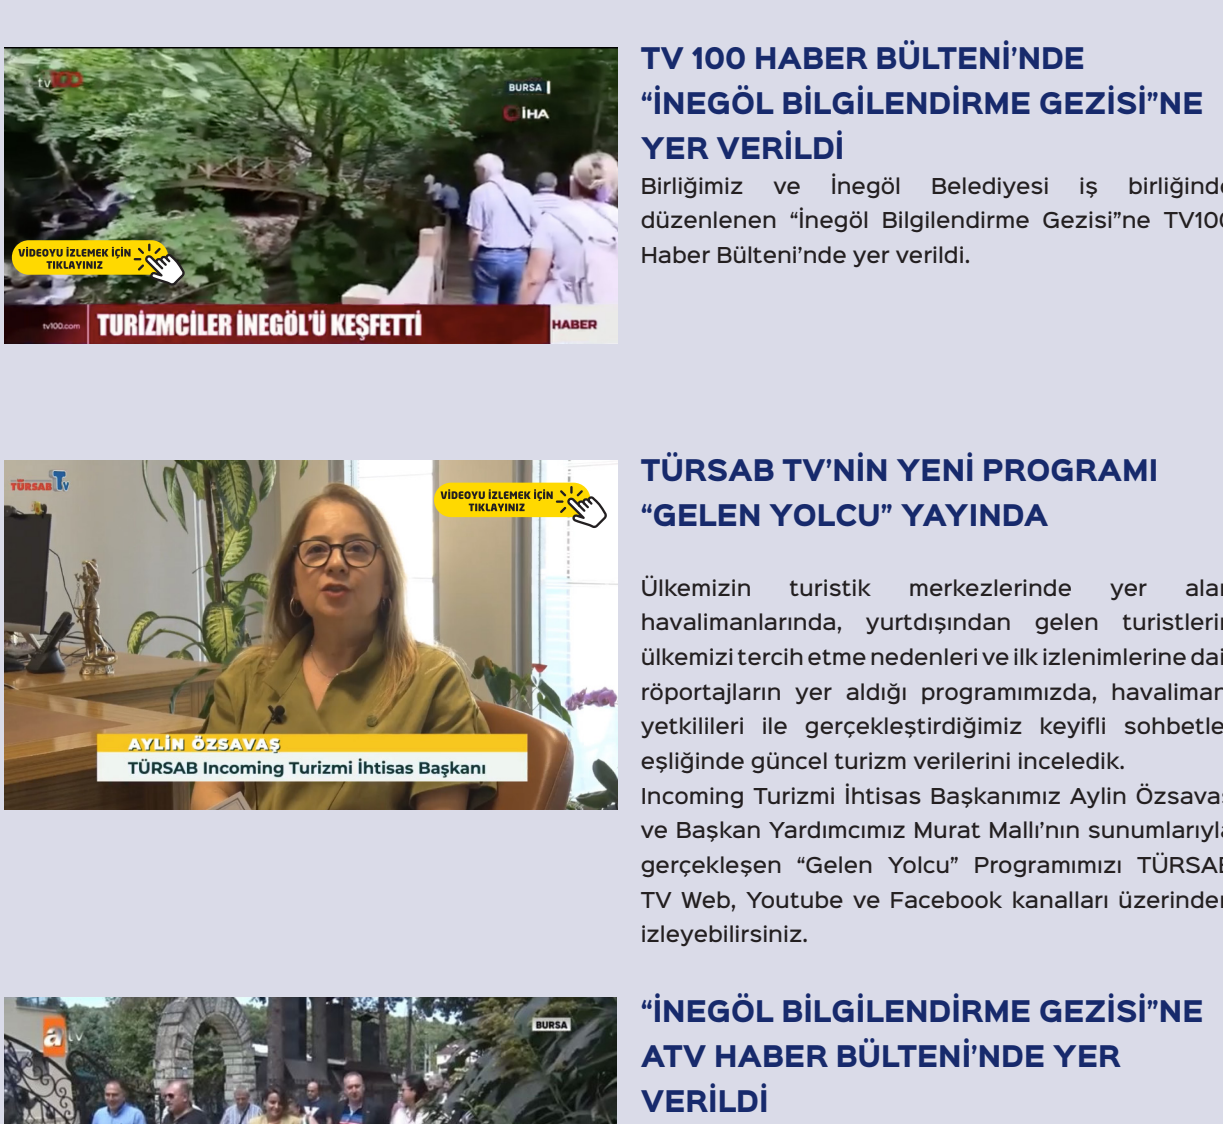 TV 100 HABER BÜLTENİ’NDE
“İNEGÖL BİLGİLENDİRME GEZİSİ”NE
YER VERİLDİ
Birliğimiz ve İnegöl Belediyesi iş birliğinde
düzenlenen “İnegöl Bilgilendirme Gezisi”ne TV100
Haber Bülteni’nde yer verildi.
tv100
BURSA
İHA
VİDEOYU İZLEMEK İÇİN
TIKLAYINIZ
tv100.com
TURİZMCİLER İNEGÖL'Ü KEŞFETTİ
HABER
TÜRSAB TV’NİN YENİ PROGRAMI
“GELEN YOLCU” YAYINDA
Ülkemizin turistik merkezlerinde yer alan
havalimanlarında, yurtdışından gelen turistlerin
ülkemizi tercih etme nedenleri ve ilk izlenimlerine dair
röportajların yer aldığı programımızda, havalimanı
yetkilileri ile gerçekleştirdiğimiz keyifli sohbetler
eşliğinde güncel turizm verilerini inceledik.
Incoming Turizmi İhtisas Başkanımız Aylin Özsavaş
ve Başkan Yardımcımız Murat Mallı’nın sunumlarıyla
gerçekleşen “Gelen Yolcu” Programımızı TÜRSAB
TV Web, Youtube ve Facebook kanalları üzerinden
izleyebilirsiniz.
TÜRSAB TV
VİDEOYU İZLEMEK İÇİN
TIKLAYINIZ
AYLİN ÖZSAVAŞ
TÜRSAB Incoming Turizmi İhtisas Başkanı
“İNEGÖL BİLGİLENDİRME GEZİSİ”NE
ATV HABER BÜLTENİ’NDE YER
VERİLDİ
atv
BURSA